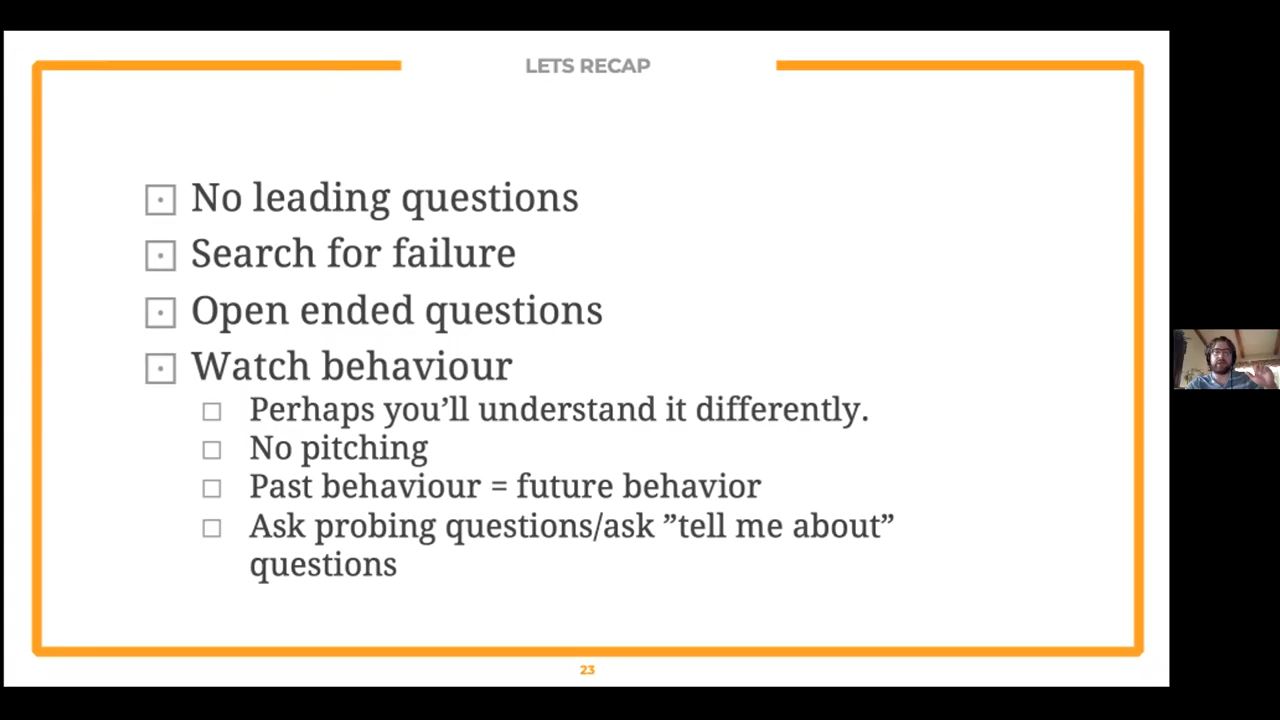 LETS RECAP
No leading questions
Search for failure
Open ended questions
Watch behaviour
Perhaps you’ll understand it differently.
No pitching
Past behaviour = future behavior
Ask probing questions/ask ”tell me about”
questions
23